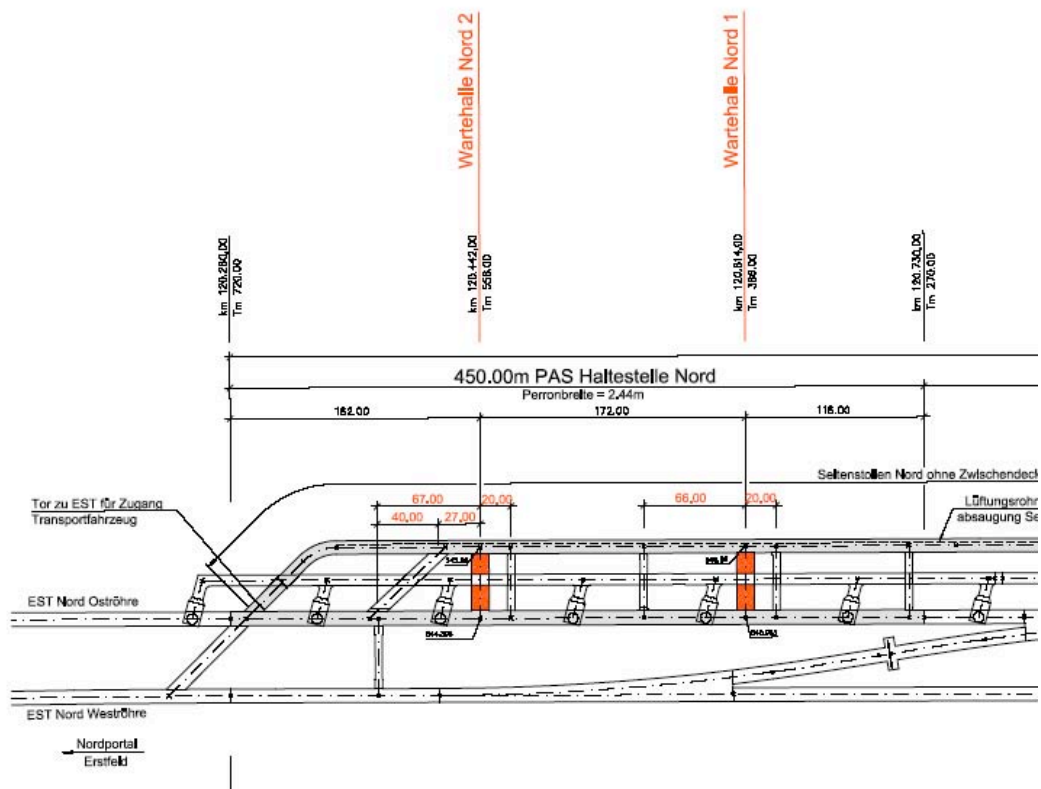 Wartehalle Nord 2
Wartehalle Nord 1
km 120.280,00
Tm 720.00
km 120.442,00
Tm 558.00
km 120.614,00
Tm 386.00
km 120.730,00
Tm 270.00
450.00m PAS Haltestelle Nord
Perronbreite = 2.44m
162.00
172.00
116.00
Seitenstollen Nord ohne Zwischendeck
Tor zu EST für Zugang
Transportfahrzeug
67.00
20,00
66,00
20,00
40,00
27,00
Lüftungsrohr
absaugung Se
EST Nord Oströhre
EST Nord Weströhre
Nordportal
Erstfeld